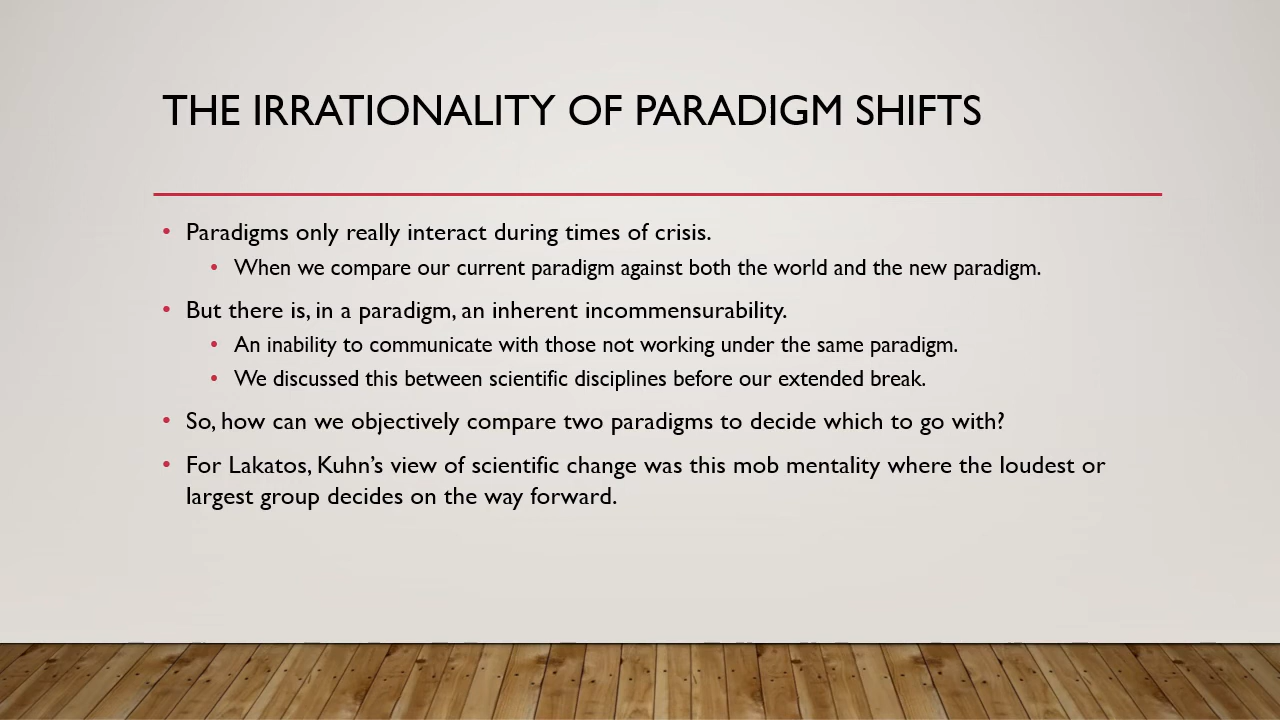 THE IRRATIONALITY OF PARADIGM SHIFTS
• Paradigms only really interact during times of crisis.
• When we compare our current paradigm against both the world and the new paradigm.
• But there is, in a paradigm, an inherent incommensurability.
• An inability to communicate with those not working under the same paradigm.
• We discussed this between scientific disciplines before our extended break.
• So, how can we objectively compare two paradigms to decide which to go with?
• For Lakatos, Kuhn’s view of scientific change was this mob mentality where the loudest or
largest group decides on the way forward.